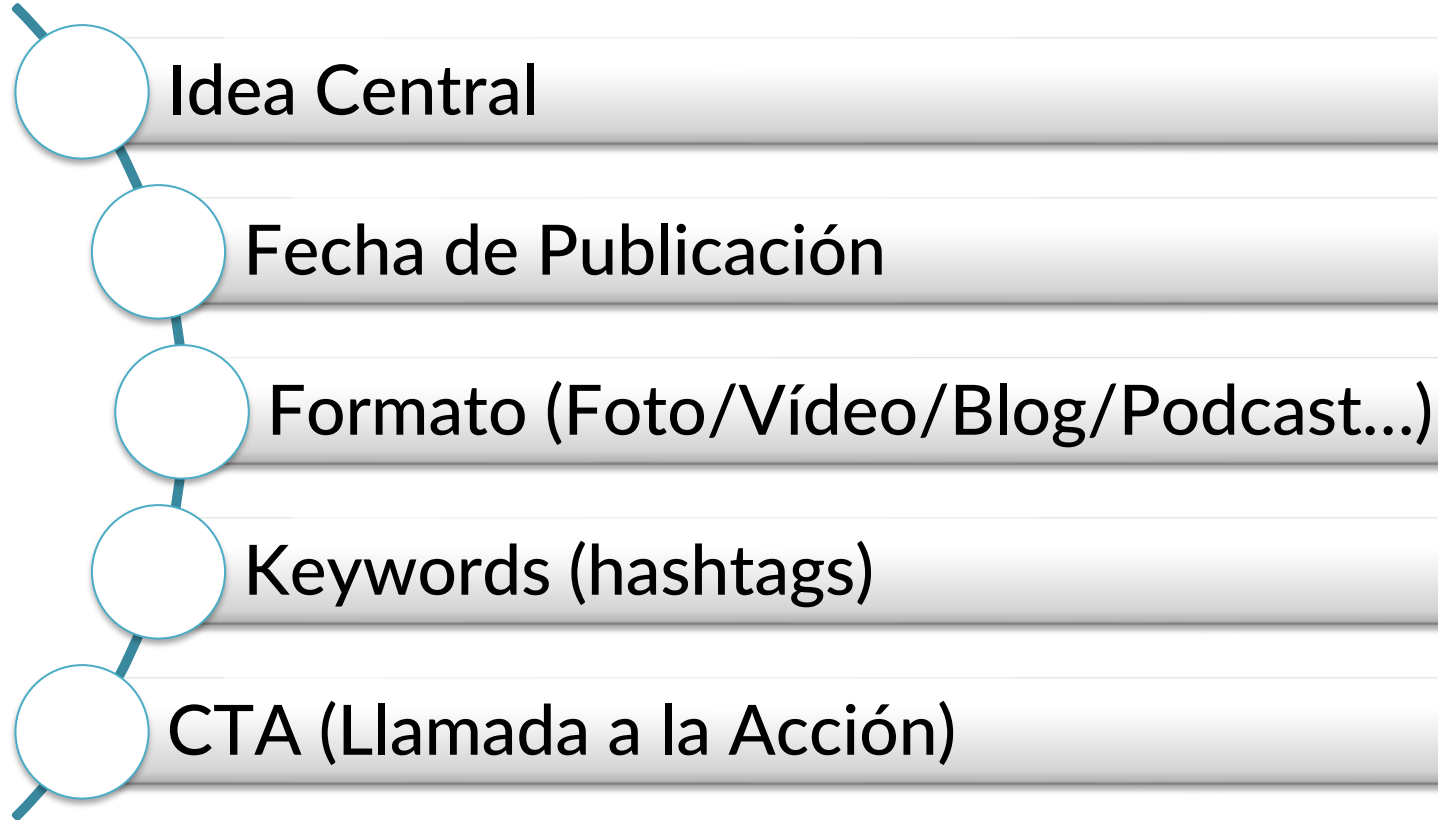 Idea Central
Fecha de Publicación
Formato (Foto/Vídeo/Blog/Podcast…)
Keywords (hashtags)
CTA (Llamada a la Acción)